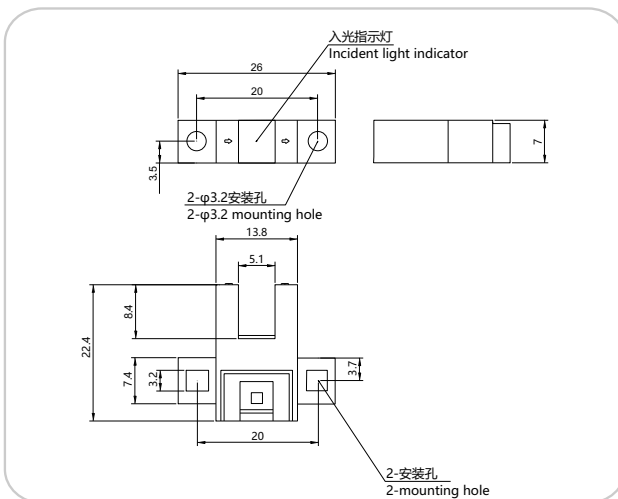 入光指示灯
Incident light indicator
26
20
3.5
7
2-φ3.2安装孔
2-φ3.2 mounting hole
13.8
5.1
8.4
22.4
7.4
3.2
3.7
20
2-安装孔
2-mounting hole